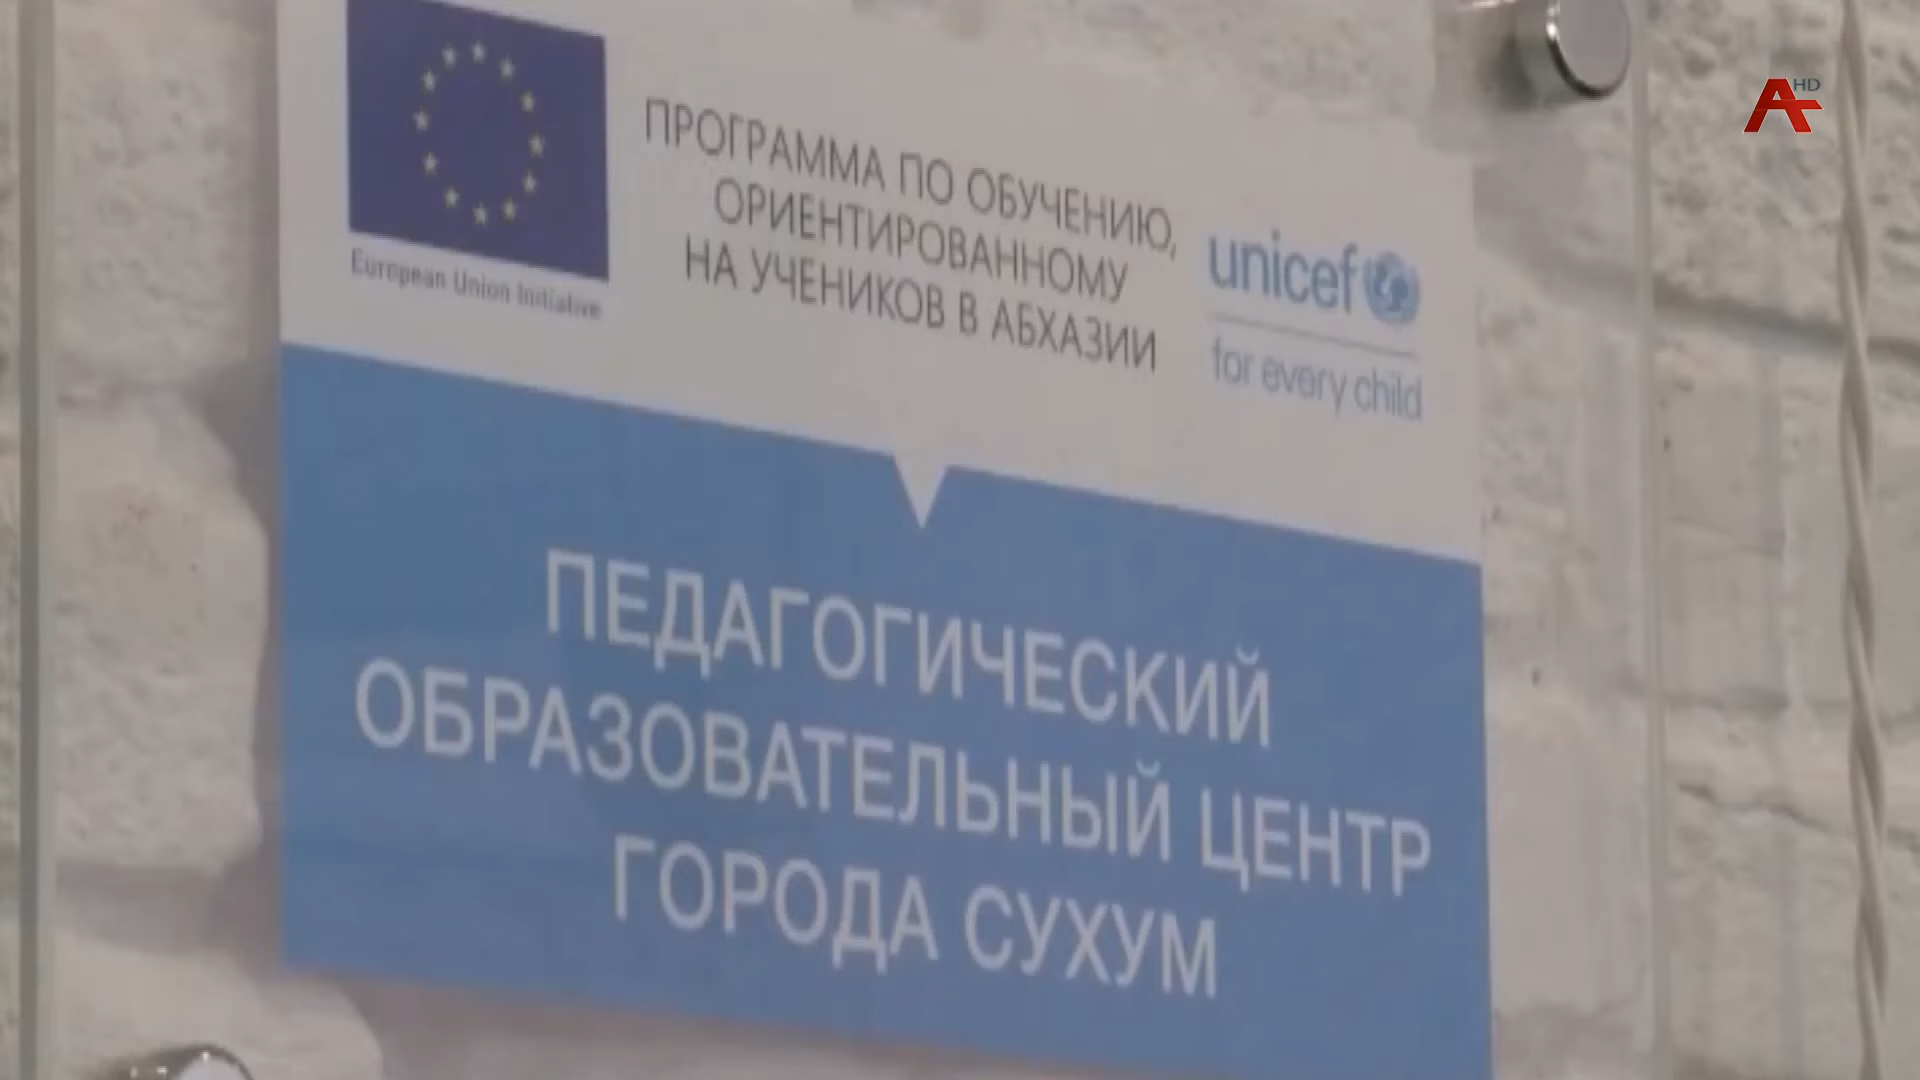 HD
ПРОГРАММА ПО ОБУЧЕНИЮ,
ОРИЕНТИРОВАННОМУ
НА УЧЕНИКОВ В АБХАЗИИ
European Union Initiative
unicef
for every child
ПЕДАГОГИЧЕСКИЙ
ОБРАЗОВАТЕЛЬНЫЙ ЦЕНТР
ГОРОДА СУХУМ